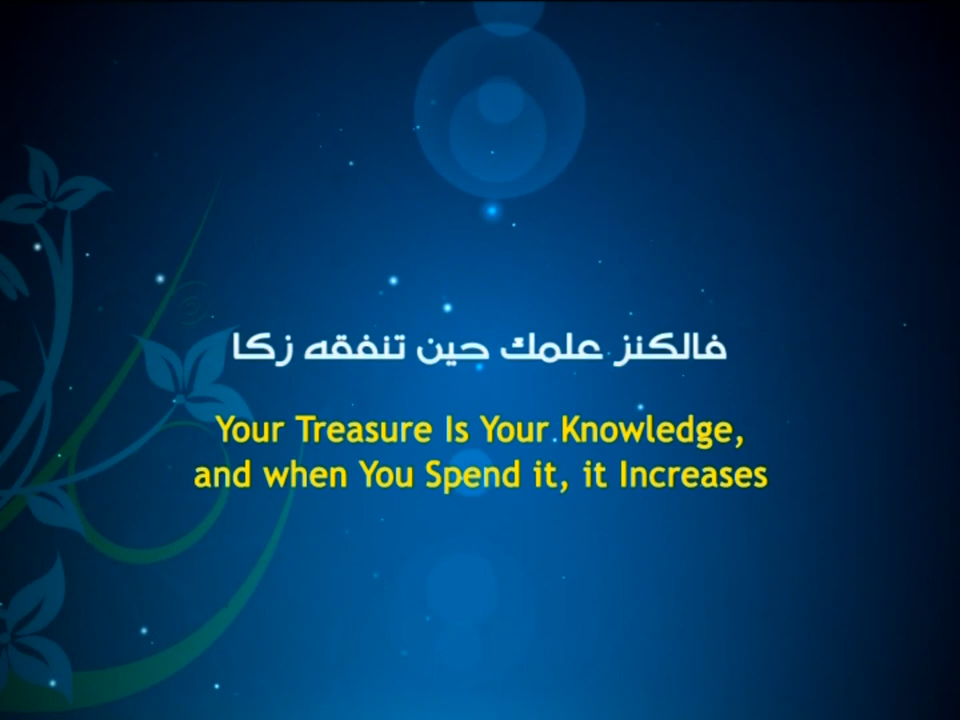 فالكنز علمك حين تنفقه زكا
Your Treasure Is Your Knowledge,
and when You Spend it, it Increases